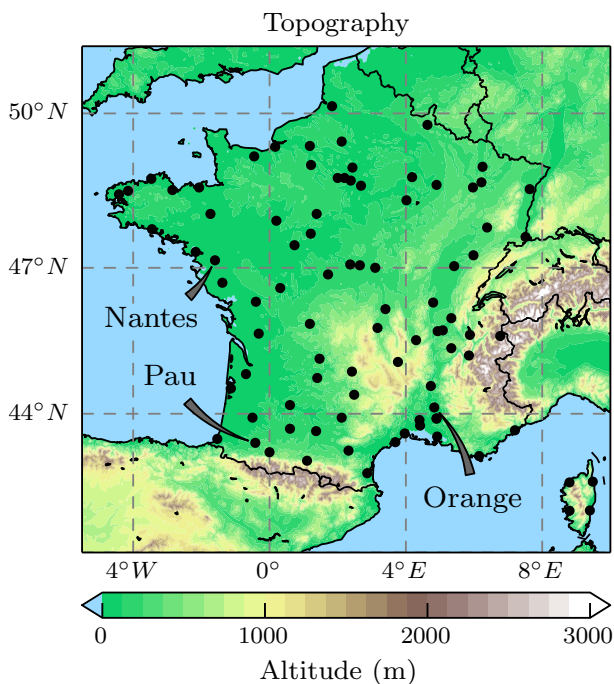 Topography
50°N
47°N
44°N
Nantes
Pau
Orange
4°W 0° 4°E 8°E
0 1000 2000 3000
Altitude (m)